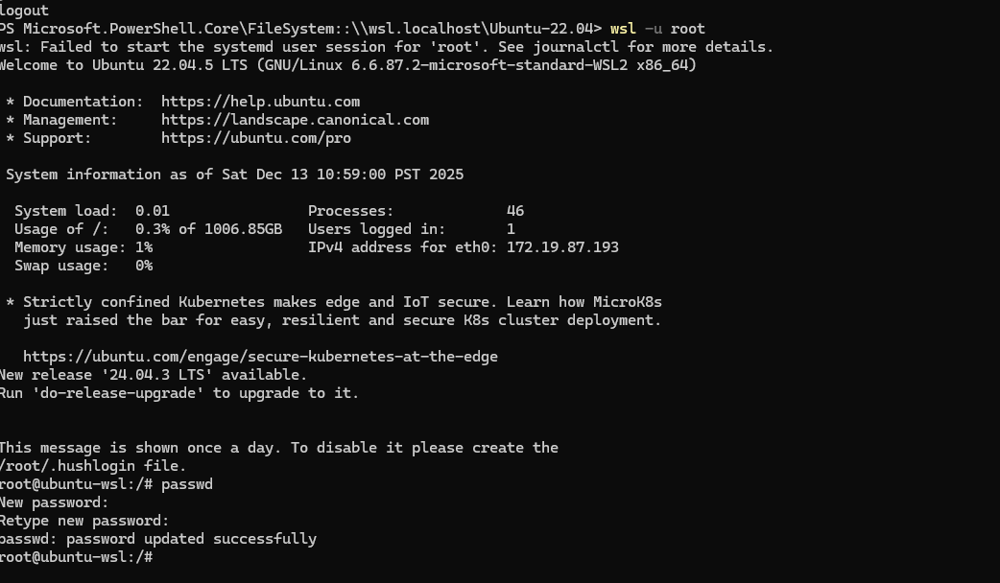 logout
PS Microsoft.PowerShell.Core\FileSystem::\\wsl.localhost\Ubuntu-22.04> wsl -u root
wsl: Failed to start the systemd user session for 'root'. See journalctl for more details.
Welcome to Ubuntu 22.04.5 LTS (GNU/Linux 6.6.87.2-microsoft-standard-WSL2 x86_64)
* Documentation: https://help.ubuntu.com
* Management: https://landscape.canonical.com
* Support: https://ubuntu.com/pro
System information as of Sat Dec 13 10:59:00 PST 2025
System load: 0.01 Processes: 46
Usage of /: 0.3% of 1006.85GB Users logged in: 1
Memory usage: 1% IPv4 address for eth0: 172.19.87.193
Swap usage: 0%
* Strictly confined Kubernetes makes edge and IoT secure. Learn how MicroK8s
just raised the bar for easy, resilient and secure K8s cluster deployment.
https://ubuntu.com/engage/secure-kubernetes-at-the-edge
New release '24.04.3 LTS' available.
Run 'do-release-upgrade' to upgrade to it.
This message is shown once a day. To disable it please create the
/root/.hushlogin file.
root@ubuntu-wsl:/# passwd
New password:
Retype new password:
passwd: password updated successfully
root@ubuntu-wsl:/#